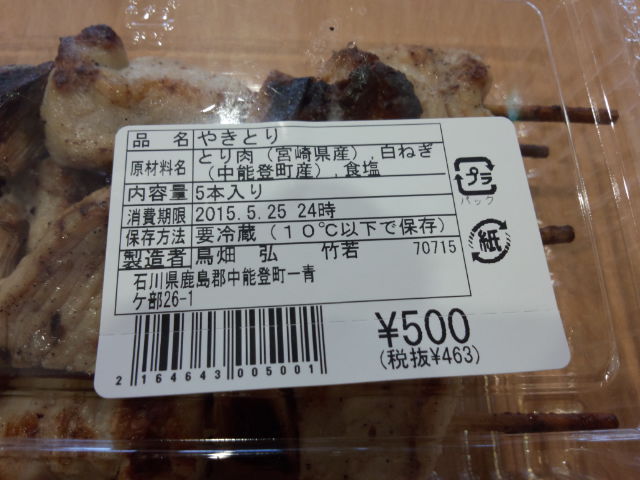 品 名 やきとり
原材料名 とり肉（宮崎県産）,白ねぎ
（中能登町産）,食塩
内容量 5本入り
消費期限 2015.5.25 24時
保存方法 要冷蔵（10℃以下で保存）
製造者 鳥畑 弘 竹若 70715
石川県鹿島郡中能登町一青
ケ部26-1
プラ
パック
紙
¥500
(税抜¥463)
2 164643 005001